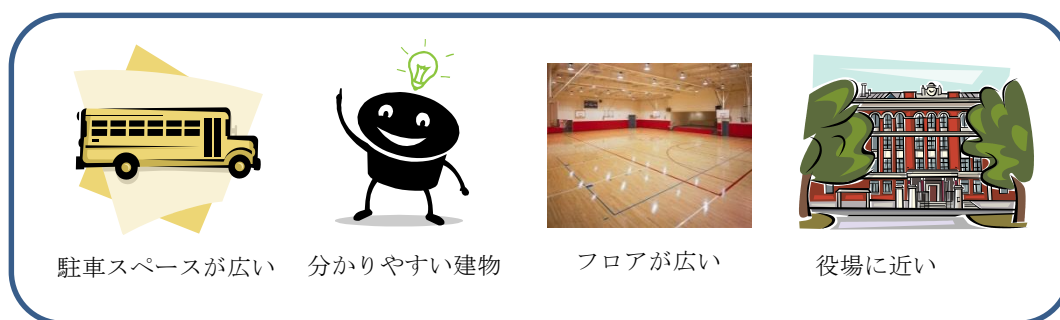 駐車スペースが広い
分かりやすい建物
フロアが広い
役場に近い